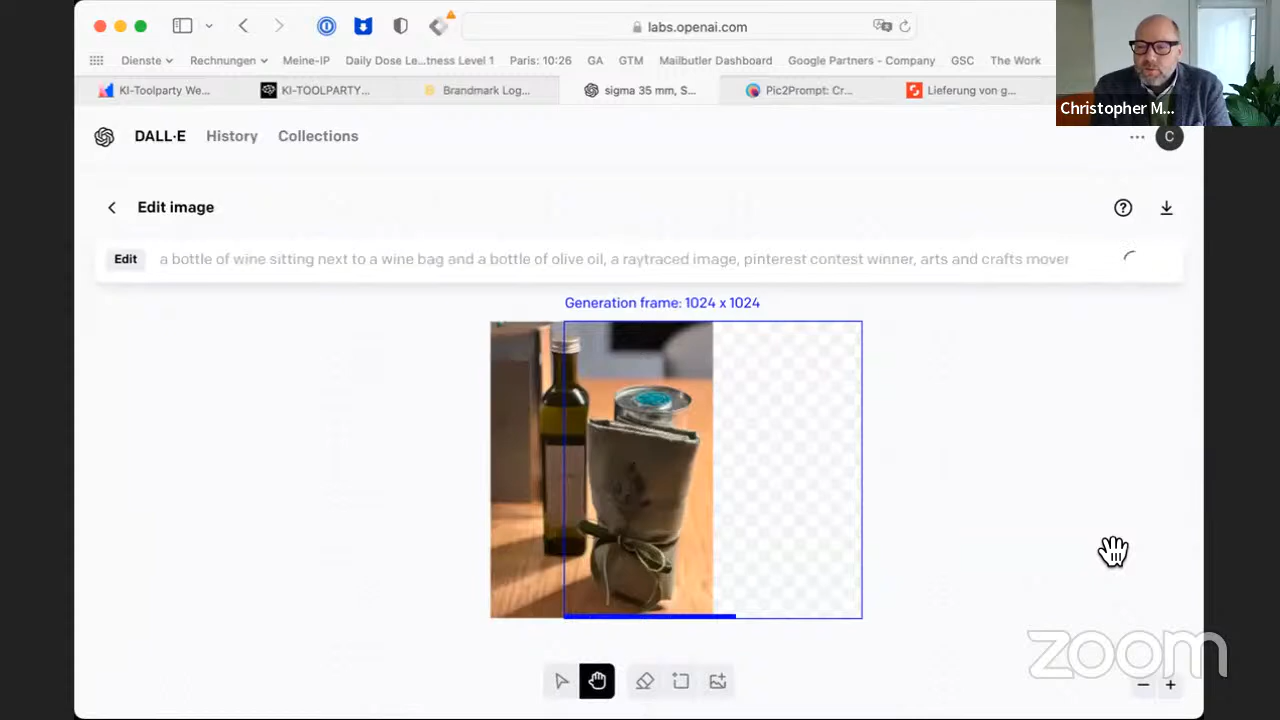 labs.openai.com
Dienste Rechnungen Meine-IP Daily Dose Le...tness Level 1 Paris: 10:26 GA GTM Mailbutler Dashboard Google Partners - Company GSC The Work
KI-Toolparty We... KI-TOOLPARTY... Brandmark Log... sigma 35 mm, S... Pic2Prompt: Cr... Lieferung von g...
Christopher M...
DALL·E History Collections
C
Edit image
Edit a bottle of wine sitting next to a wine bag and a bottle of olive oil, a raytraced image, pinterest contest winner, arts and crafts mover
Generation frame: 1024 x 1024
zoom